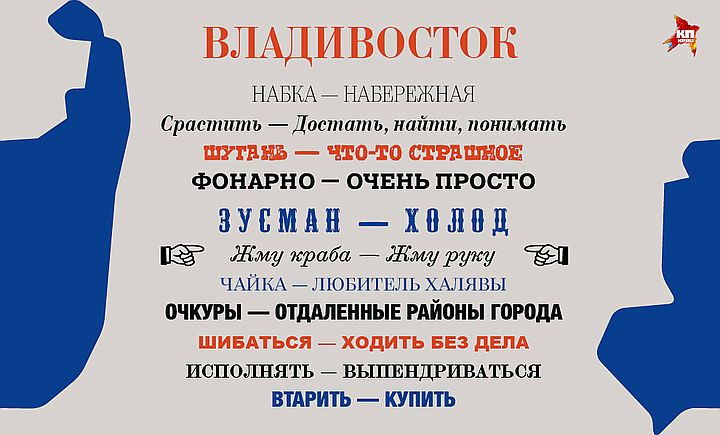 ВЛАДИВОСТОК
КП
НАБКА — НАБЕРЕЖНАЯ
Срастить — Достать, найти, понимать
ШУГАНЬ — ЧТО-ТО СТРАШНОЕ
ФОНАРНО — ОЧЕНЬ ПРОСТО
ЗУСМАН — ХОЛОД
Жму краба — Жму руку
ЧАЙКА — ЛЮБИТЕЛЬ ХАЛЯВЫ
ОЧКУРЫ — ОТДАЛЕННЫЕ РАЙОНЫ ГОРОДА
ШИБАТЬСЯ — ХОДИТЬ БЕЗ ДЕЛА
ИСПОЛНЯТЬ — ВЫПЕНДРИВАТЬСЯ
ВТАРИТЬ — КУПИТЬ